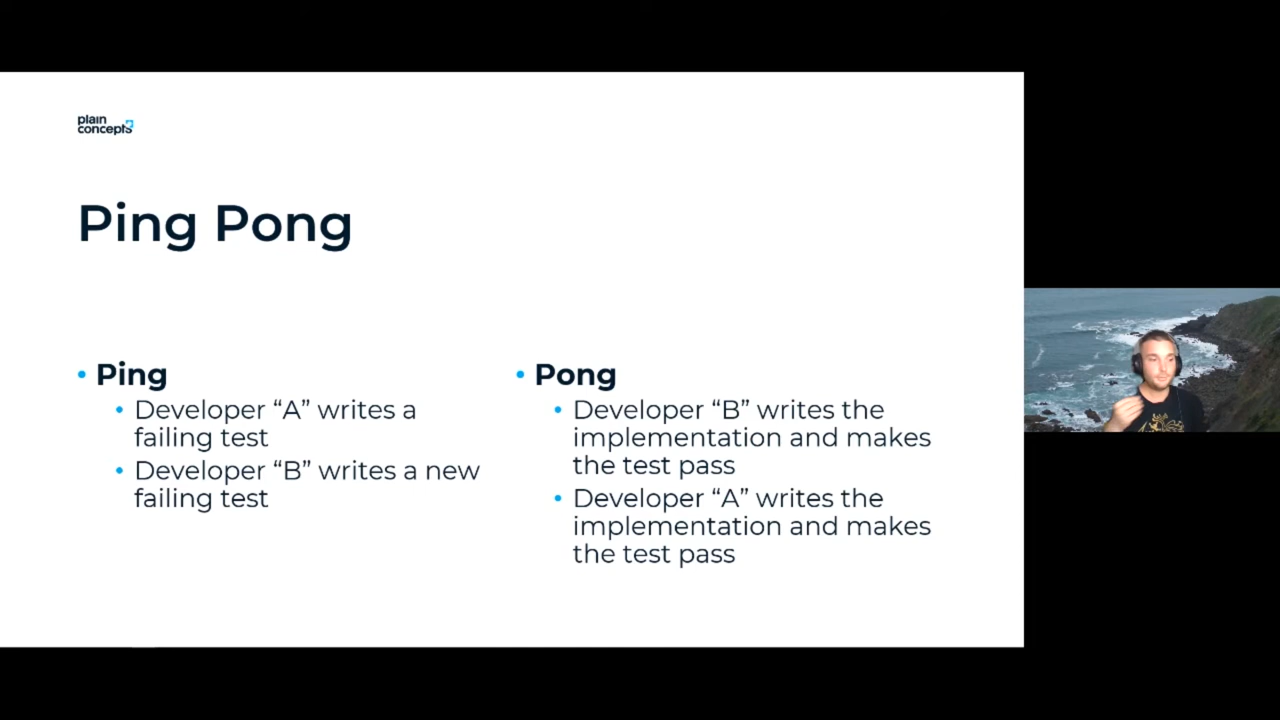 plain
concepts
Ping Pong
• Ping
• Developer “A” writes a
failing test
• Developer “B” writes a new
failing test
• Pong
• Developer “B” writes the
implementation and makes
the test pass
• Developer “A” writes the
implementation and makes
the test pass